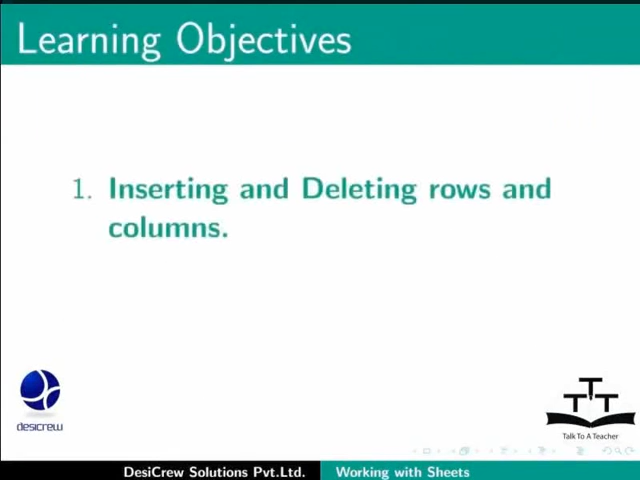 Learning Objectives
1. Inserting and Deleting rows and
columns.
desicrew
TTT
Talk To A Teacher
DesiCrew Solutions Pvt.Ltd. Working with Sheets